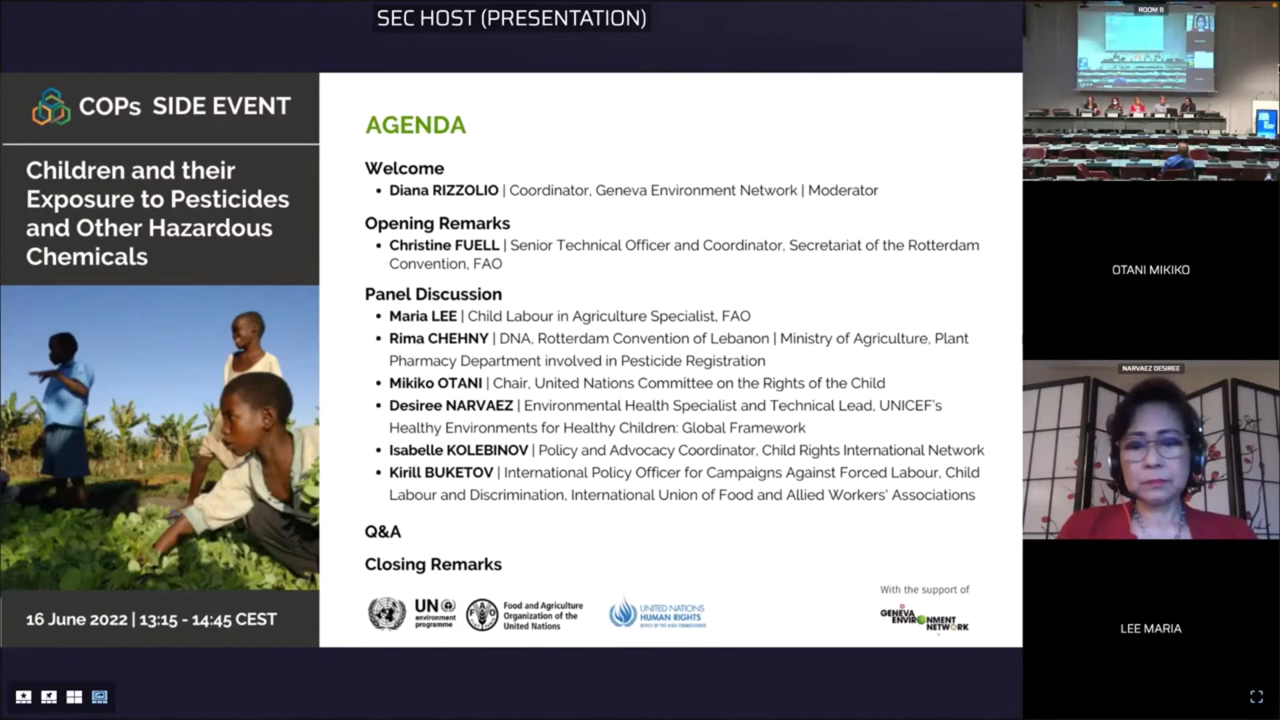 SEC HOST (PRESENTATION)
COPs SIDE EVENT
Children and their
Exposure to Pesticides
and Other Hazardous
Chemicals
16 June 2022 | 13:15 - 14:45 CEST
AGENDA
Welcome
• Diana RIZZOLIO | Coordinator, Geneva Environment Network | Moderator
Opening Remarks
• Christine FUELL | Senior Technical Officer and Coordinator, Secretariat of the Rotterdam
Convention, FAO
Panel Discussion
• Maria LEE | Child Labour in Agriculture Specialist, FAO
• Rima CHEHNY | DNA, Rotterdam Convention of Lebanon | Ministry of Agriculture, Plant
Pharmacy Department involved in Pesticide Registration
• Mikiko OTANI | Chair, United Nations Committee on the Rights of the Child
• Desiree NARVAEZ | Environmental Health Specialist and Technical Lead, UNICEF's
Healthy Environments for Healthy Children: Global Framework
• Isabelle KOLEBINOV | Policy and Advocacy Coordinator, Child Rights International Network
• Kirill BUKETOV | International Policy Officer for Campaigns Against Forced Labour, Child
Labour and Discrimination, International Union of Food and Allied Workers' Associations
Q&A
Closing Remarks
UN
environment
programme
FAO
Food and Agriculture
Organization of the
United Nations
UNITED NATIONS
HUMAN RIGHTS
OFFICE OF THE HIGH COMMISSIONER
With the support of
GENEVA
ENVIRONMENT
NETWORK
ROOM B
OTANI MIKIKO
NARVAEZ DESIREE
LEE MARIA